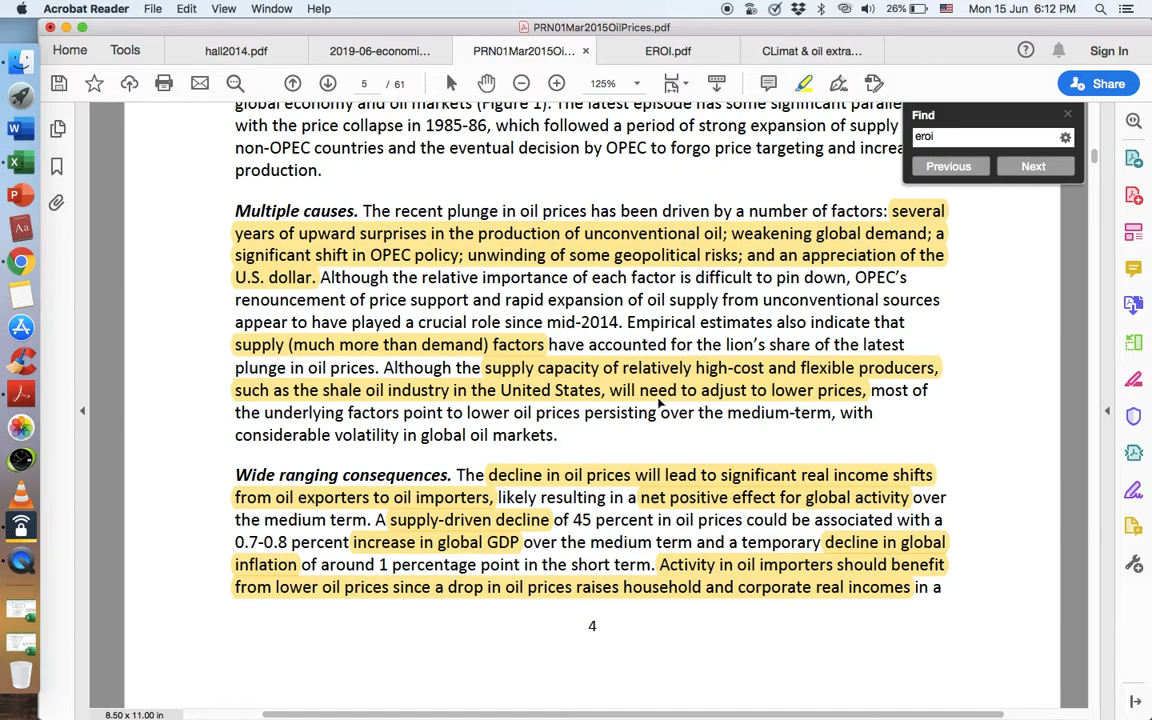 Acrobat Reader File Edit View Window Help 26% Mon 15 Jun 6:12 PM
PRN01Mar2015OilPrices.pdf
Home Tools hall2014.pdf 2019-06-economi... PRN01Mar2015Oi... × EROI.pdf CLimat & oil extra... Sign In
5 / 61 125% Share
Find
eroi
Previous Next
global economy and oil markets (Figure 1). The latest episode has some significant paralle
with the price collapse in 1985-86, which followed a period of strong expansion of supply
non-OPEC countries and the eventual decision by OPEC to forgo price targeting and increa
production.
Multiple causes. The recent plunge in oil prices has been driven by a number of factors: several
years of upward surprises in the production of unconventional oil; weakening global demand; a
significant shift in OPEC policy; unwinding of some geopolitical risks; and an appreciation of the
U.S. dollar. Although the relative importance of each factor is difficult to pin down, OPEC’s
renouncement of price support and rapid expansion of oil supply from unconventional sources
appear to have played a crucial role since mid-2014. Empirical estimates also indicate that
supply (much more than demand) factors have accounted for the lion’s share of the latest
plunge in oil prices. Although the supply capacity of relatively high-cost and flexible producers,
such as the shale oil industry in the United States, will need to adjust to lower prices, most of
the underlying factors point to lower oil prices persisting over the medium-term, with
considerable volatility in global oil markets.
Wide ranging consequences. The decline in oil prices will lead to significant real income shifts
from oil exporters to oil importers, likely resulting in a net positive effect for global activity over
the medium term. A supply-driven decline of 45 percent in oil prices could be associated with a
0.7-0.8 percent increase in global GDP over the medium term and a temporary decline in global
inflation of around 1 percentage point in the short term. Activity in oil importers should benefit
from lower oil prices since a drop in oil prices raises household and corporate real incomes in a
4
8.50 x 11.00 in